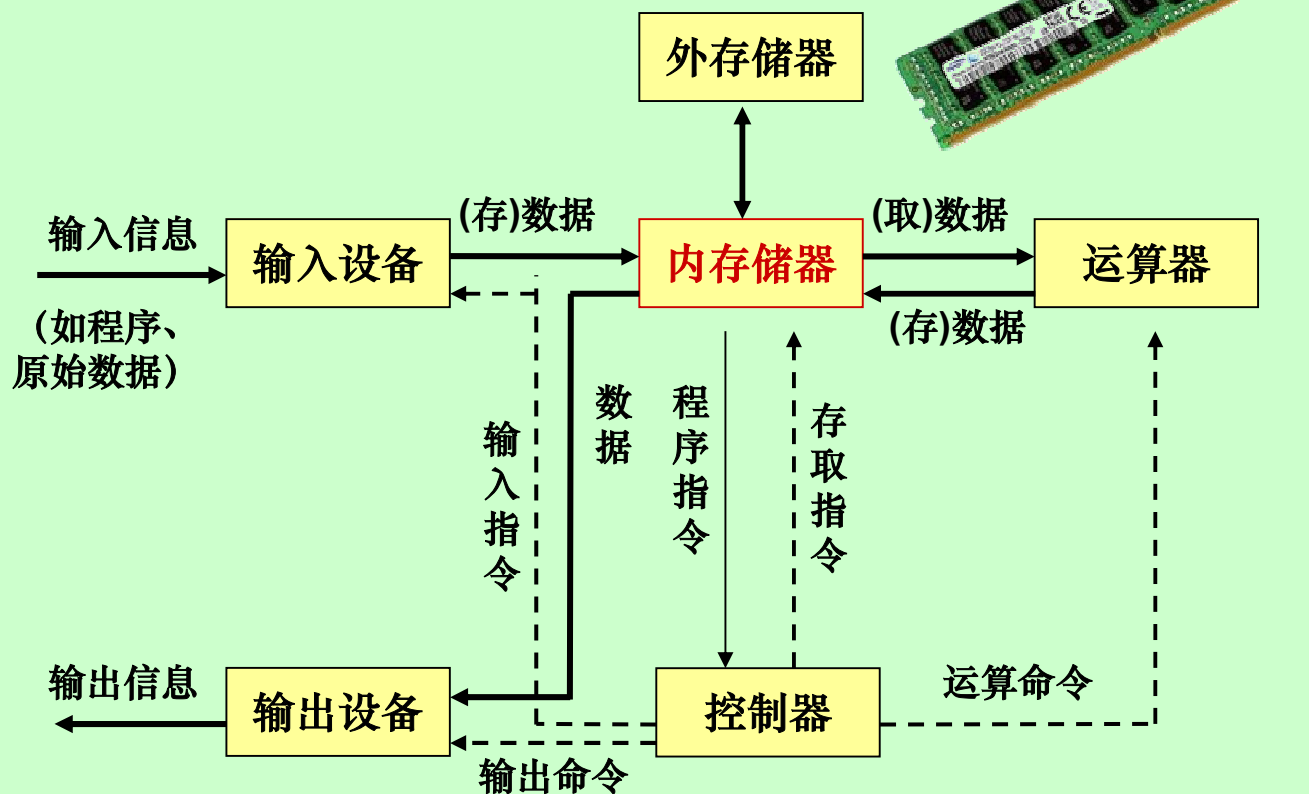 外存储器
(存)数据
(取)数据
输入信息
输入设备
内存储器
运算器
(存)数据
（如程序、
原始数据）
数据
程序指令
存取指令
输入指令
输出信息
输出设备
控制器
运算命令
输出命令